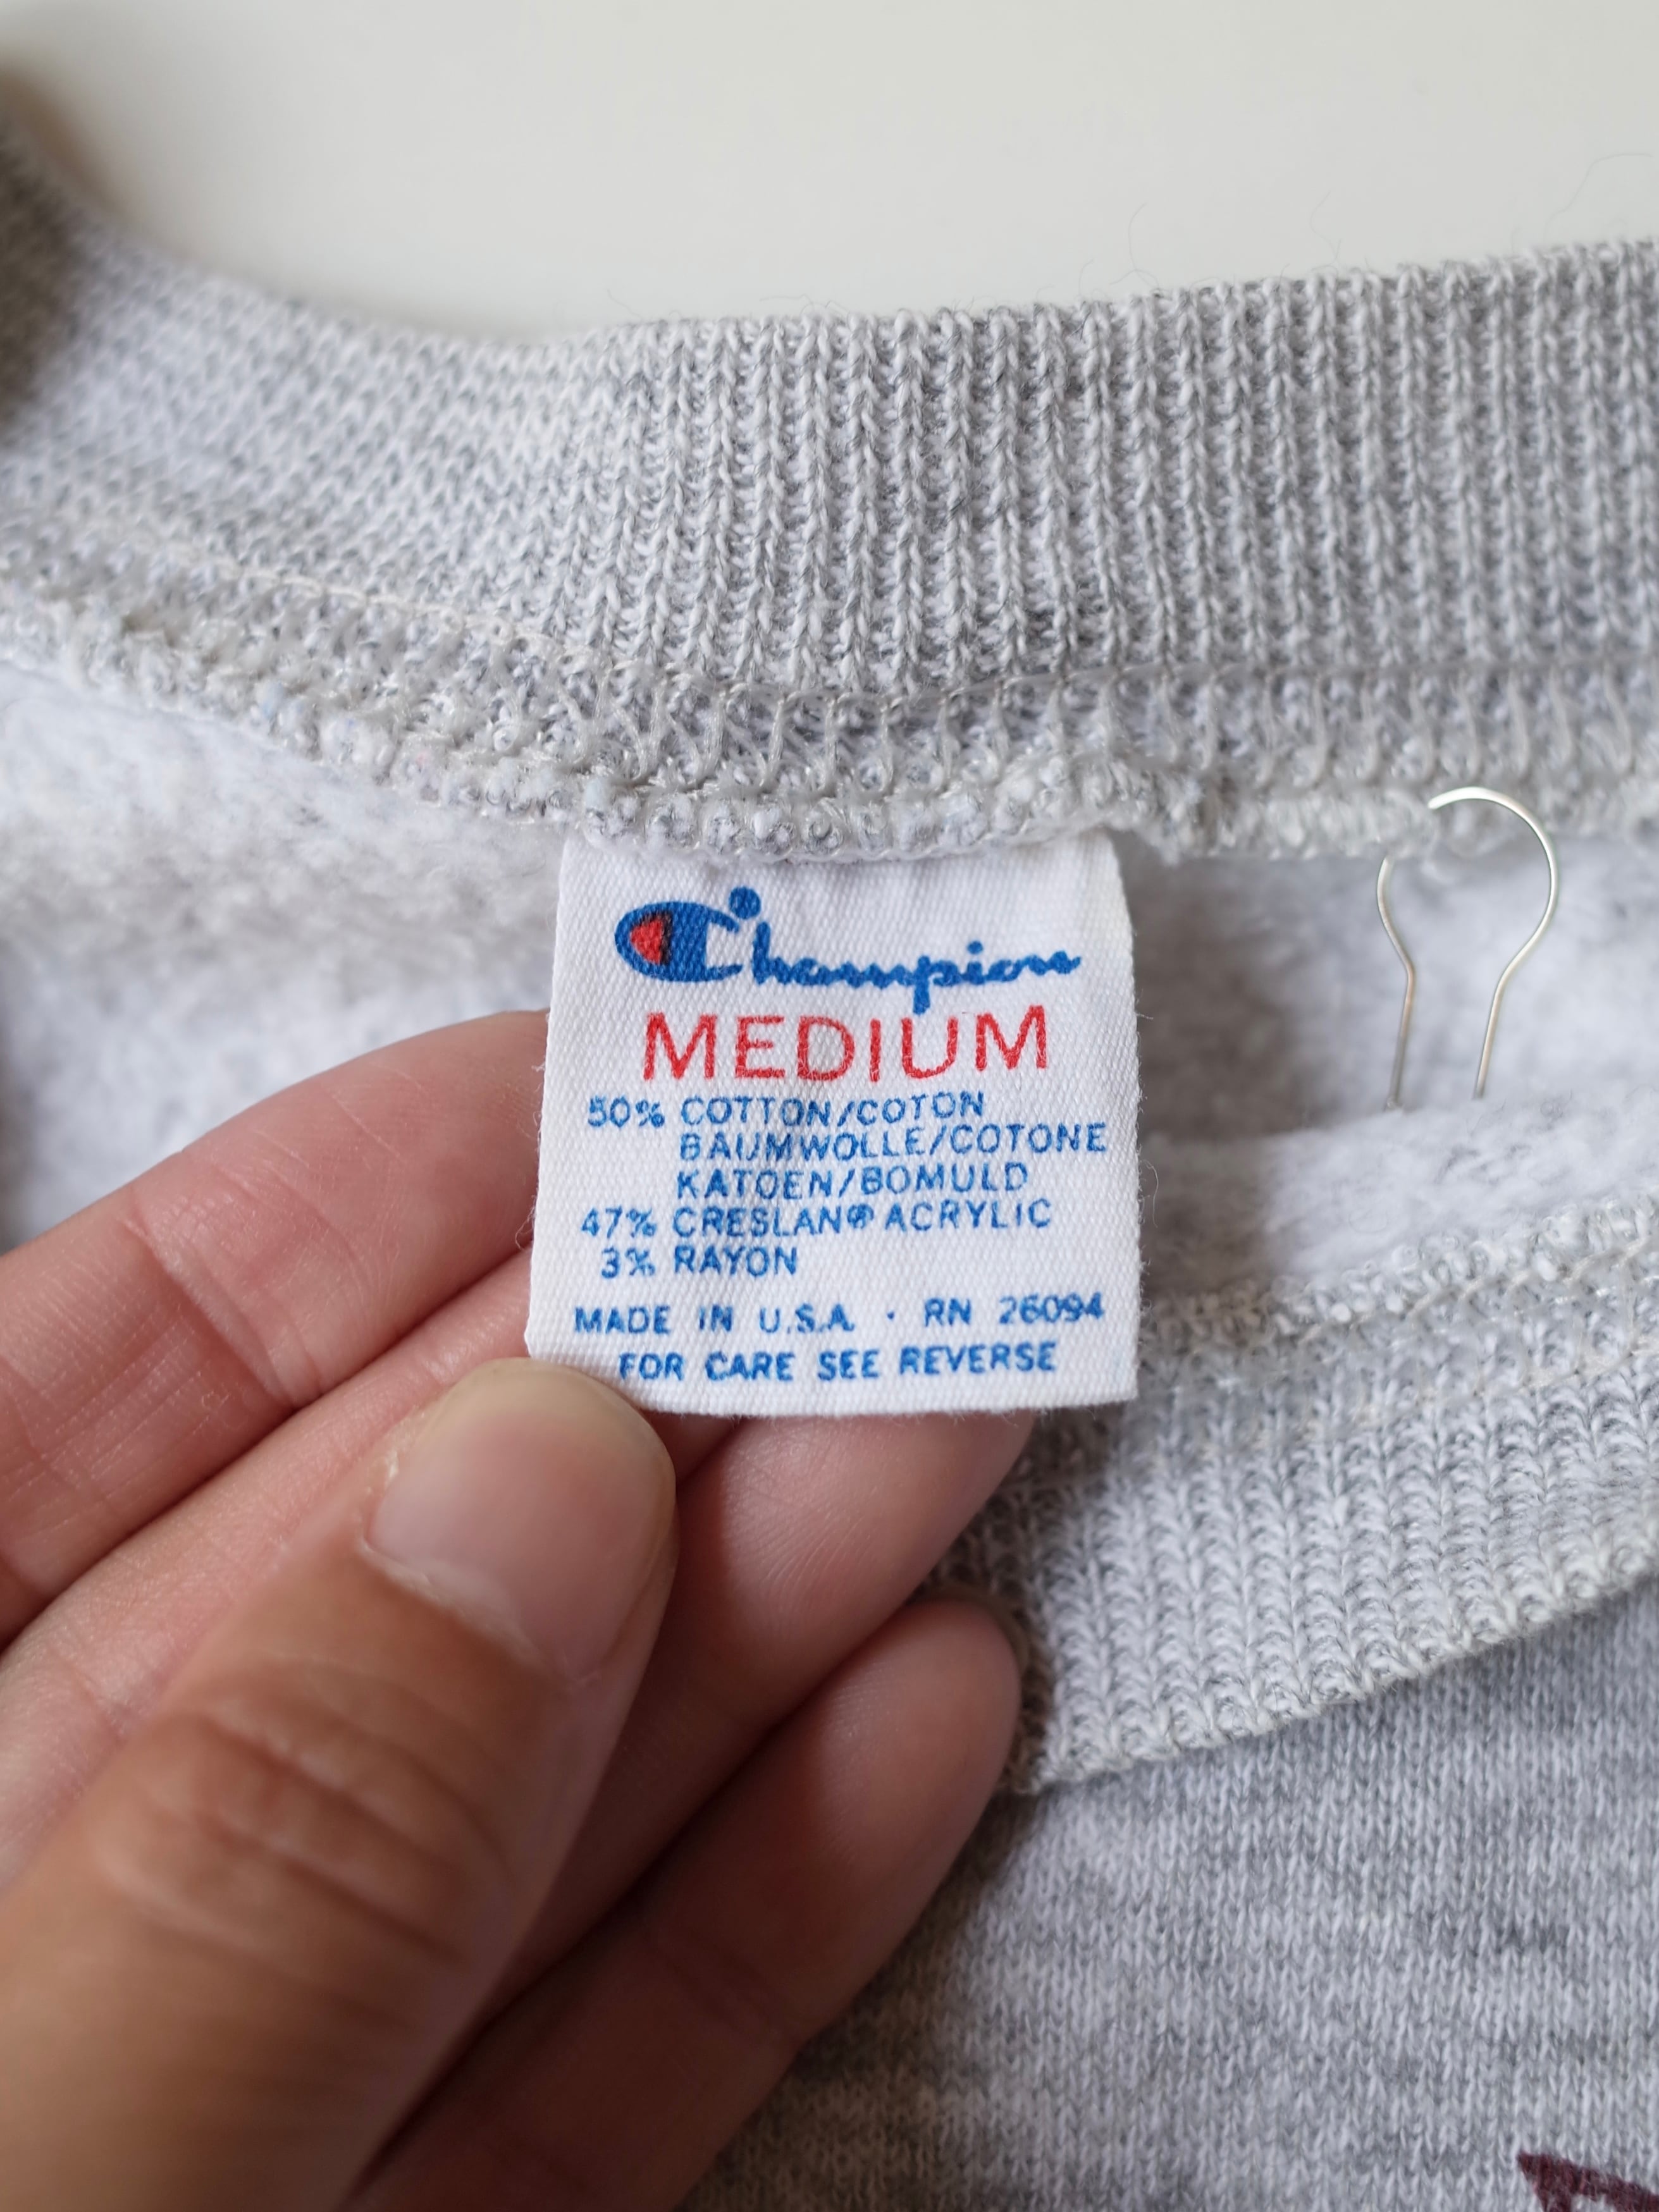 Champion
MEDIUM
50% COTTON/COTON
BAUMWOLLE/COTONE
KATOEN/BOMULD
47% CRESLAN® ACRYLIC
3% RAYON
MADE IN U.S.A. · RN 26094
FOR CARE SEE REVERSE